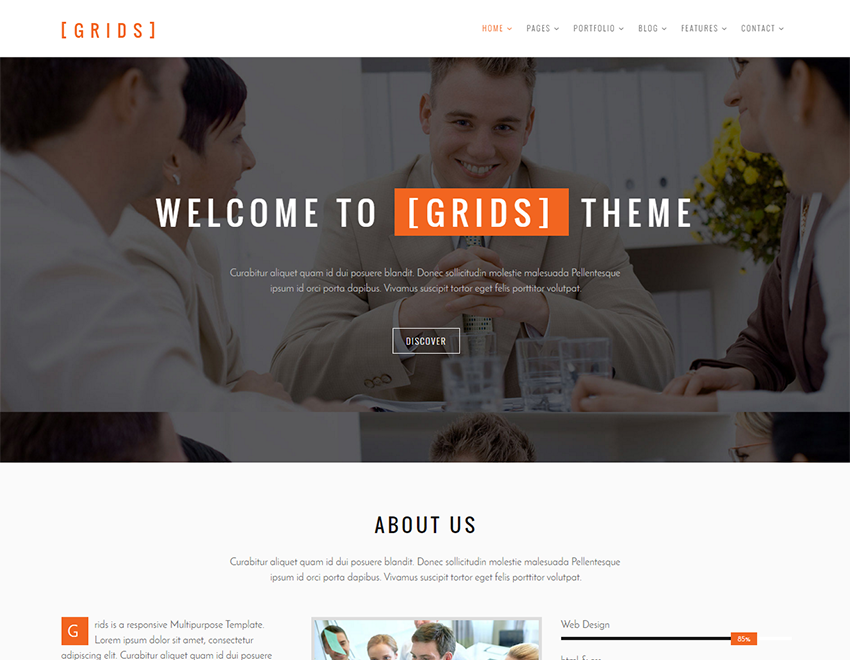 [GRIDS]
HOME PAGES PORTFOLIO BLOG FEATURES CONTACT
WELCOME TO [GRIDS] THEME
Curabitur aliquet quam id dui posuere blandit. Donec sollicitudin molestie malesuada Pellentesque
ipsum id orci porta dapibus. Vivamus suscipit tortor eget felis porttitor volutpat.
DISCOVER
ABOUT US
Curabitur aliquet quam id dui posuere blandit. Donec sollicitudin molestie malesuada Pellentesque
ipsum id orci porta dapibus. Vivamus suscipit tortor eget felis porttitor volutpat.
Grids is a responsive Multipurpose Template.
Lorem ipsum dolor sit amet, consectetur
adipiscing elit. Cras aliquet quam id dui posuere
Web Design
85%
html & css